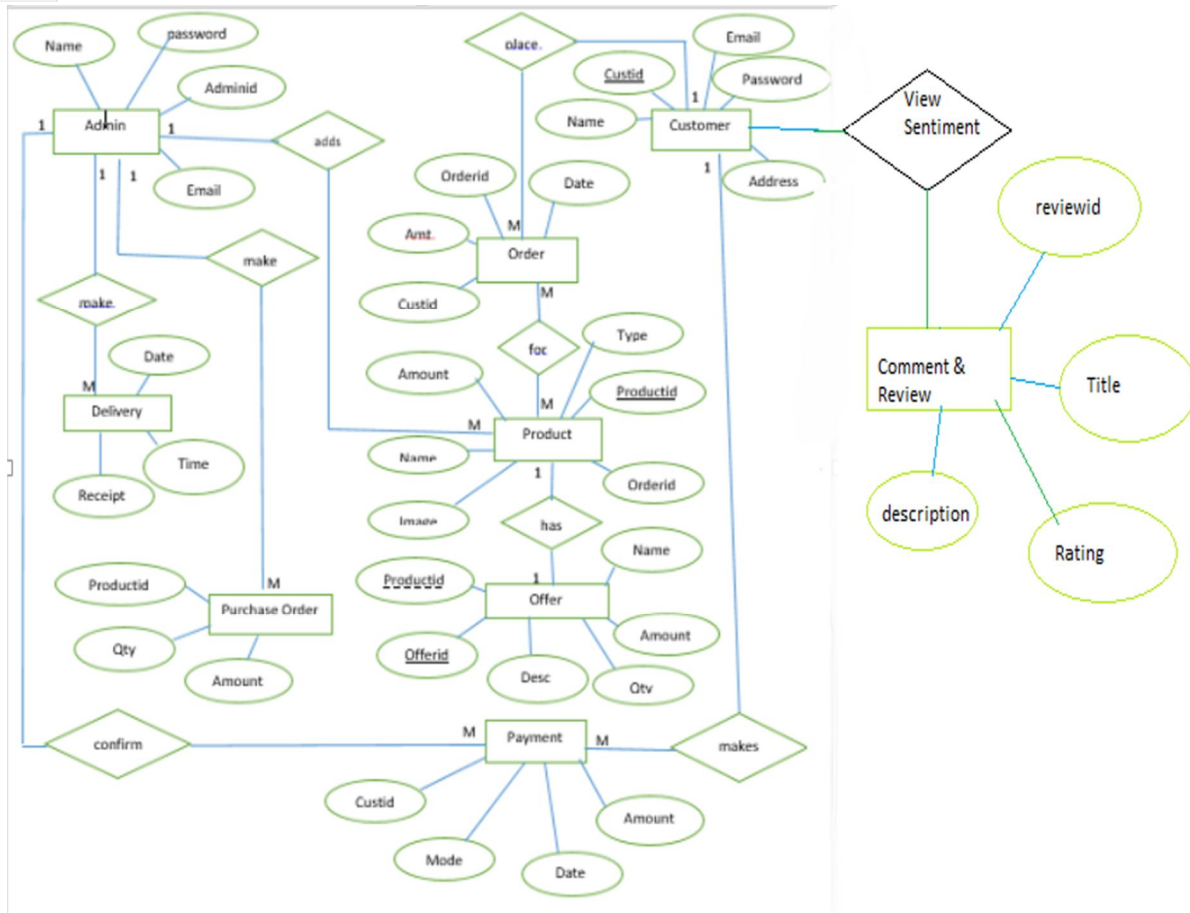 Name
password
Adminid
Admin
Email
1
1
1
1
adds
place.
Custid
Email
Password
Name
Customer
Address
1
1
View
Sentiment
reviewid
Comment &
Review
Title
description
Rating
Orderid
Date
Amt.
Order
Custid
M
M
make
make.
Date
M
Delivery
Time
Receipt
for
Type
Amount
Productid
M
M
Product
Name
Image
Orderid
1
has
1
Name
Productid
Offer
Offerid
Desc
Qty
Amount
Productid
M
Purchase Order
Qty
Amount
confirm
M
Payment
M
makes
Custid
Mode
Date
Amount